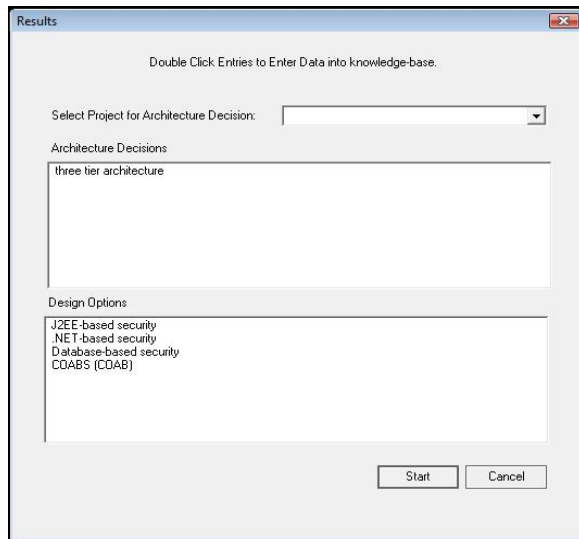 Results
Double Click Entries to Enter Data into knowledge-base.
Select Project for Architecture Decision:
Architecture Decisions
three tier architecture
Design Options
J2EE-based security
.NET-based security
Database-based security
COABS (COAB)
Start Cancel